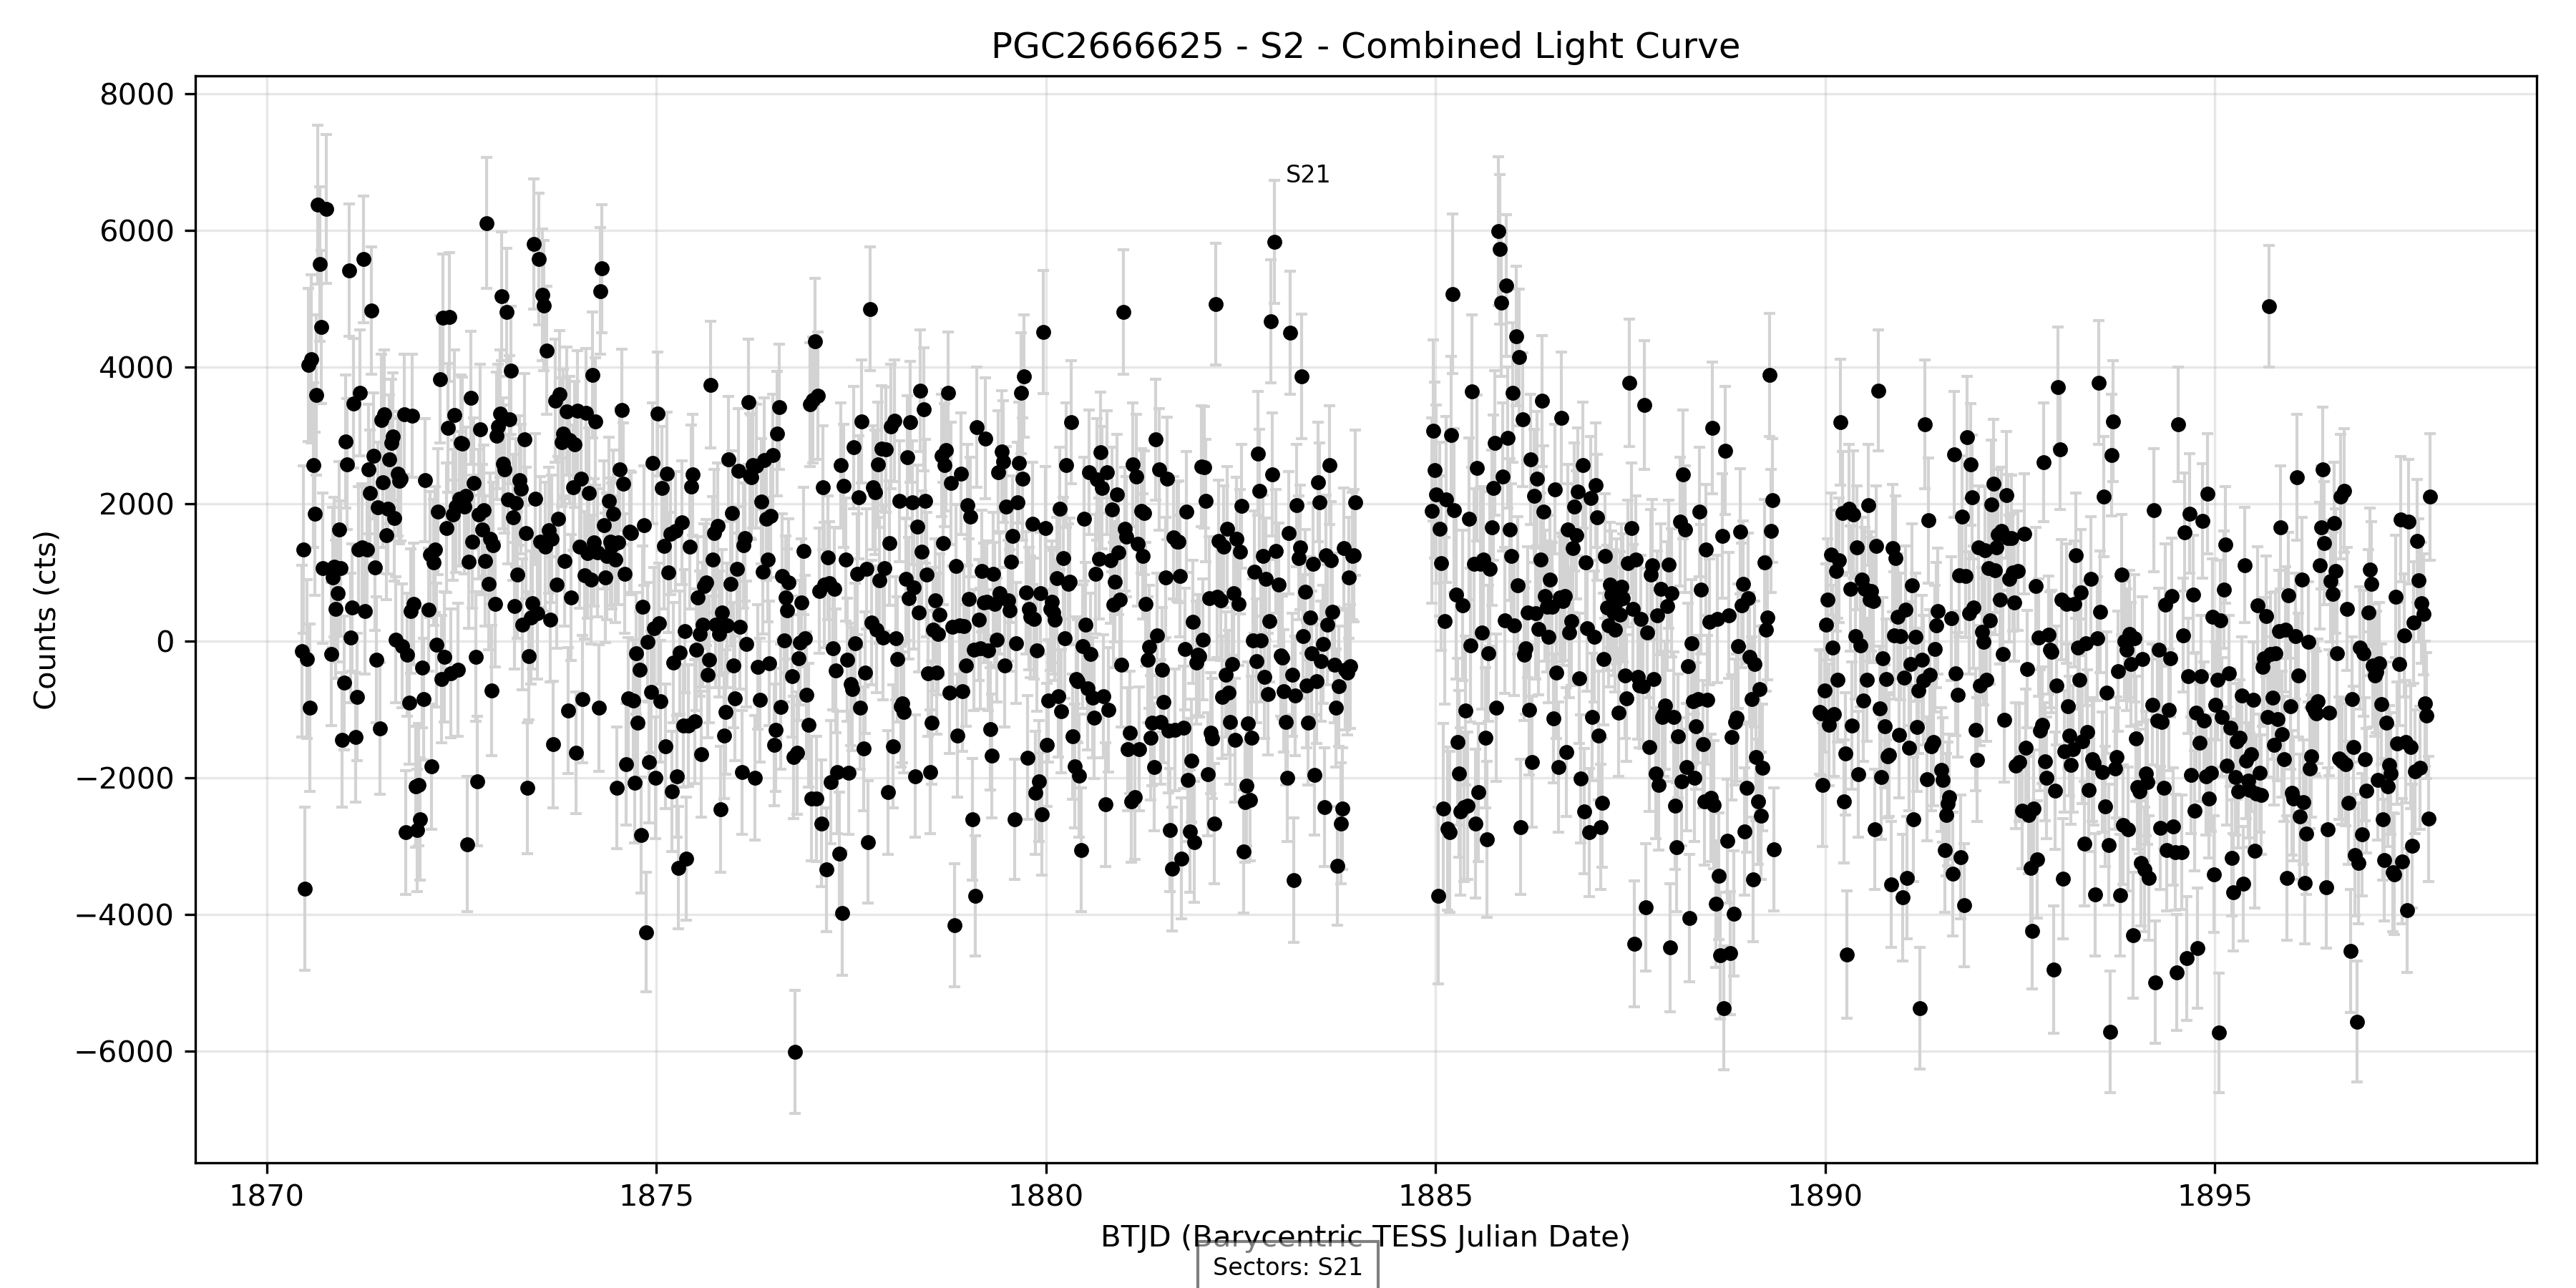 PGC2666625 - S2 - Combined Light Curve
8000
6000
4000
2000
0
−2000
−4000
−6000
Counts (cts)
S21
1870
1875
1880
1885
1890
1895
BTJD (Barycentric TESS Julian Date)
Sectors: S21